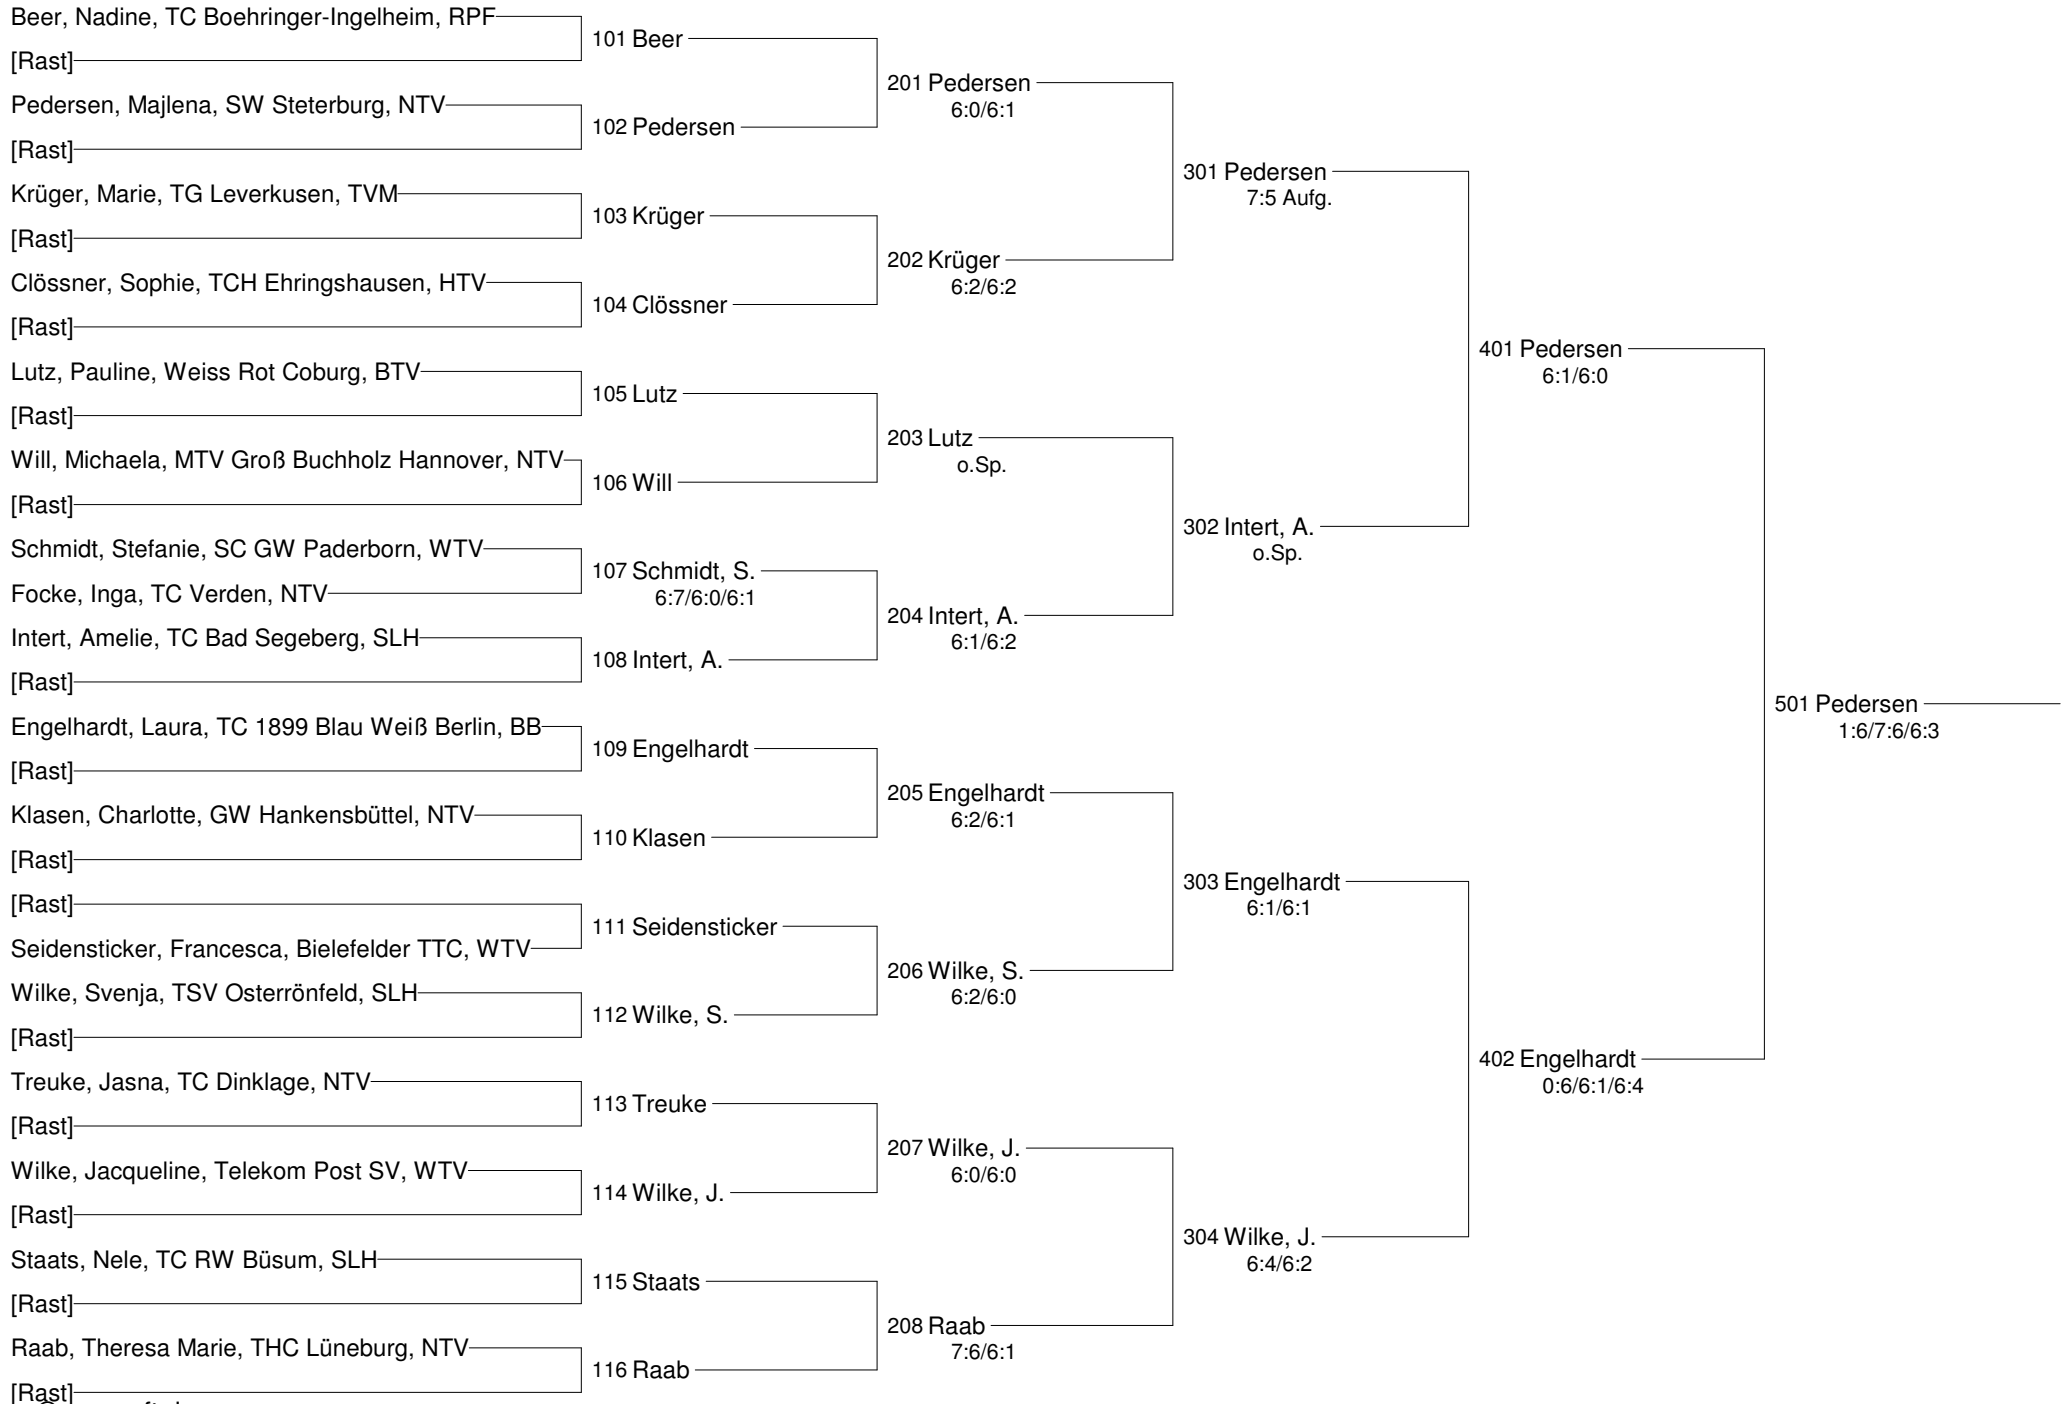 Beer, Nadine, TC Boehringer-Ingelheim, RPF
[Rast]
Pedersen, Majlena, SW Steterburg, NTV
[Rast]
Krüger, Marie, TG Leverkusen, TVM
[Rast]
Clössner, Sophie, TCH Ehringshausen, HTV
[Rast]
Lutz, Pauline, Weiss Rot Coburg, BTV
[Rast]
Will, Michaela, MTV Groß Buchholz Hannover, NTV
[Rast]
Schmidt, Stefanie, SC GW Paderborn, WTV
Focke, Inga, TC Verden, NTV
Intert, Amelie, TC Bad Segeberg, SLH
[Rast]
Engelhardt, Laura, TC 1899 Blau Weiß Berlin, BB
[Rast]
Klasen, Charlotte, GW Hankensbüttel, NTV
[Rast]
[Rast]
Seidensticker, Francesca, Bielefelder TTC, WTV
Wilke, Svenja, TSV Osterrönfeld, SLH
[Rast]
Treuke, Jasna, TC Dinklage, NTV
[Rast]
Wilke, Jacqueline, Telekom Post SV, WTV
[Rast]
Staats, Nele, TC RW Büsum, SLH
[Rast]
Raab, Theresa Marie, THC Lüneburg, NTV
[Rast]
101 Beer
102 Pedersen
103 Krüger
104 Clössner
105 Lutz
106 Will
107 Schmidt, S.
6:7/6:0/6:1
108 Intert, A.
109 Engelhardt
110 Klasen
111 Seidensticker
112 Wilke, S.
113 Treuke
114 Wilke, J.
115 Staats
116 Raab
201 Pedersen
6:0/6:1
202 Krüger
6:2/6:2
203 Lutz
o.Sp.
204 Intert, A.
6:1/6:2
205 Engelhardt
6:2/6:1
206 Wilke, S.
6:2/6:0
207 Wilke, J.
6:0/6:0
208 Raab
7:6/6:1
301 Pedersen
7:5 Aufg.
302 Intert, A.
o.Sp.
303 Engelhardt
6:1/6:1
304 Wilke, J.
6:4/6:2
401 Pedersen
6:1/6:0
402 Engelhardt
0:6/6:1/6:4
501 Pedersen
1:6/7:6/6:3